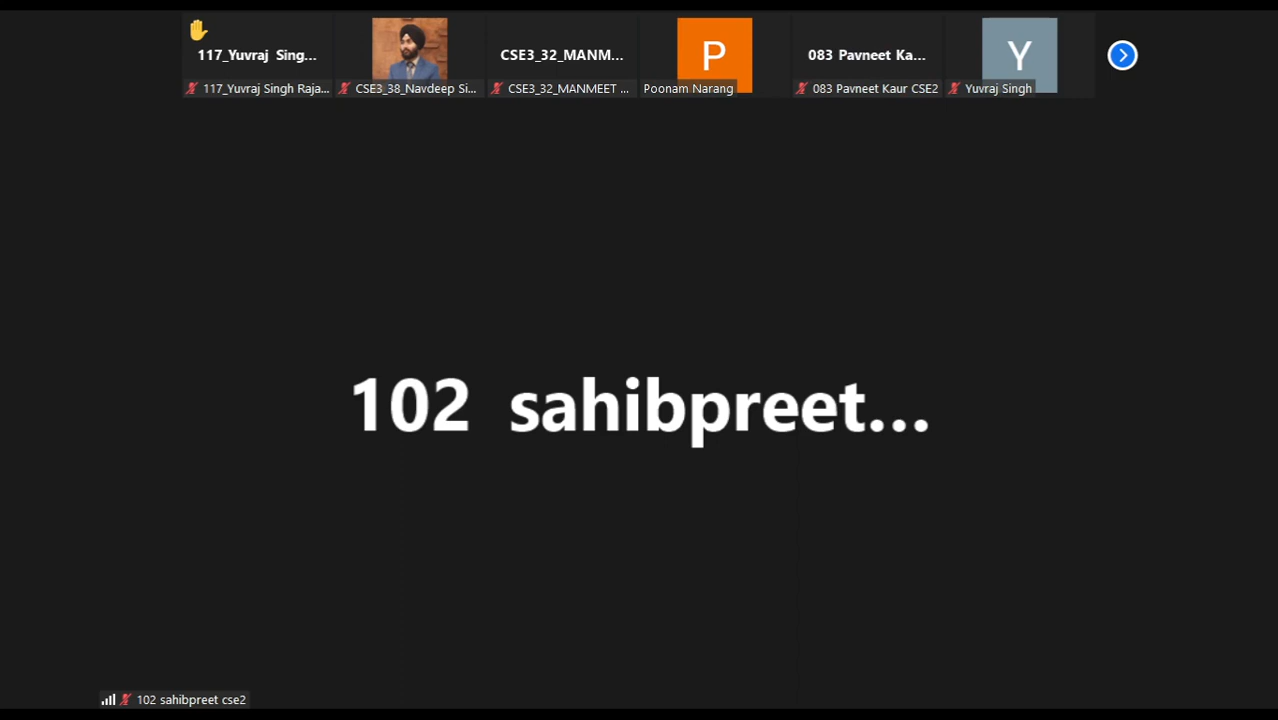 117_Yuvraj Sing...
CSE3_32_MANM...
P
083 Pavneet Ka...
Y
117_Yuvraj Singh Raja...
CSE3_38_Navdeep Si...
CSE3_32_MANMEET ...
Poonam Narang
083 Pavneet Kaur CSE2
Yuvraj Singh
102 sahibpreet...
102 sahibpreet cse2